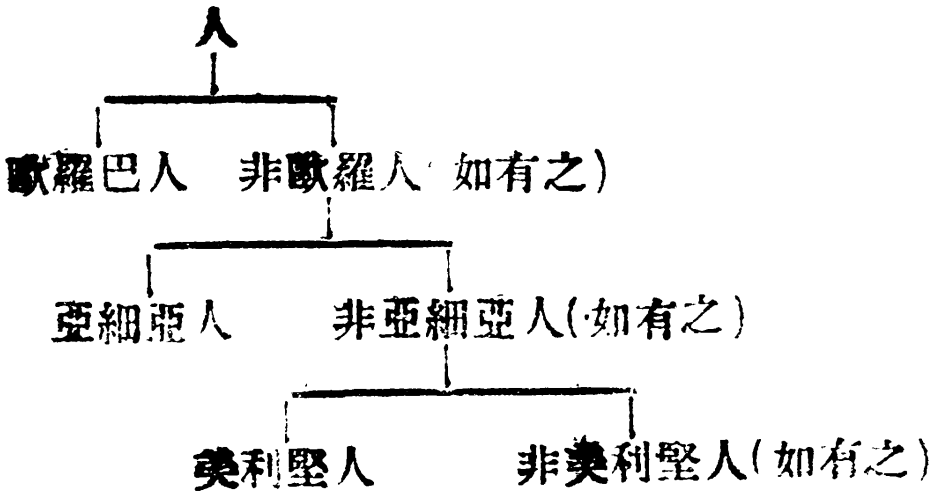 人
歐羅巴人 非歐羅人 如有之)
亞細亞人 非亞細亞人(如有之)
美利堅人 非美利堅人(如有之)